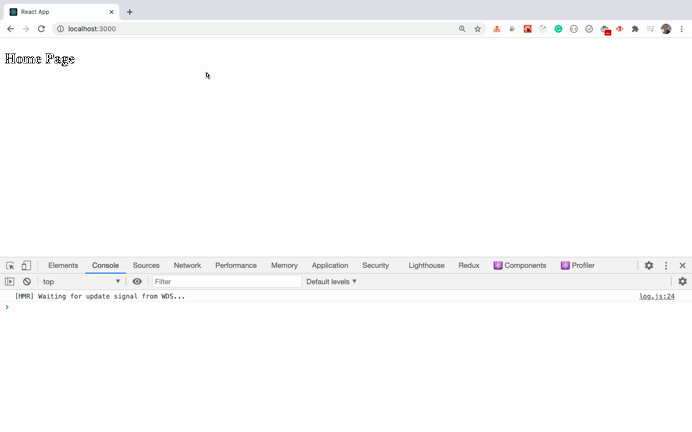 React App
localhost:3000
Home Page
Elements Console Sources Network Performance Memory Application Security Lighthouse Redux Components Profiler
top Filter Default levels
[HMR] Waiting for update signal from WDS... log.js:24